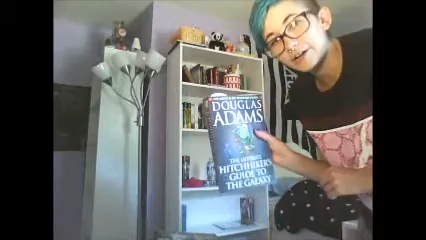 DOUGLAS
ADAMS
THE ULTIMATE
HITCHHIKER'S
GUIDE TO
THE GALAXY